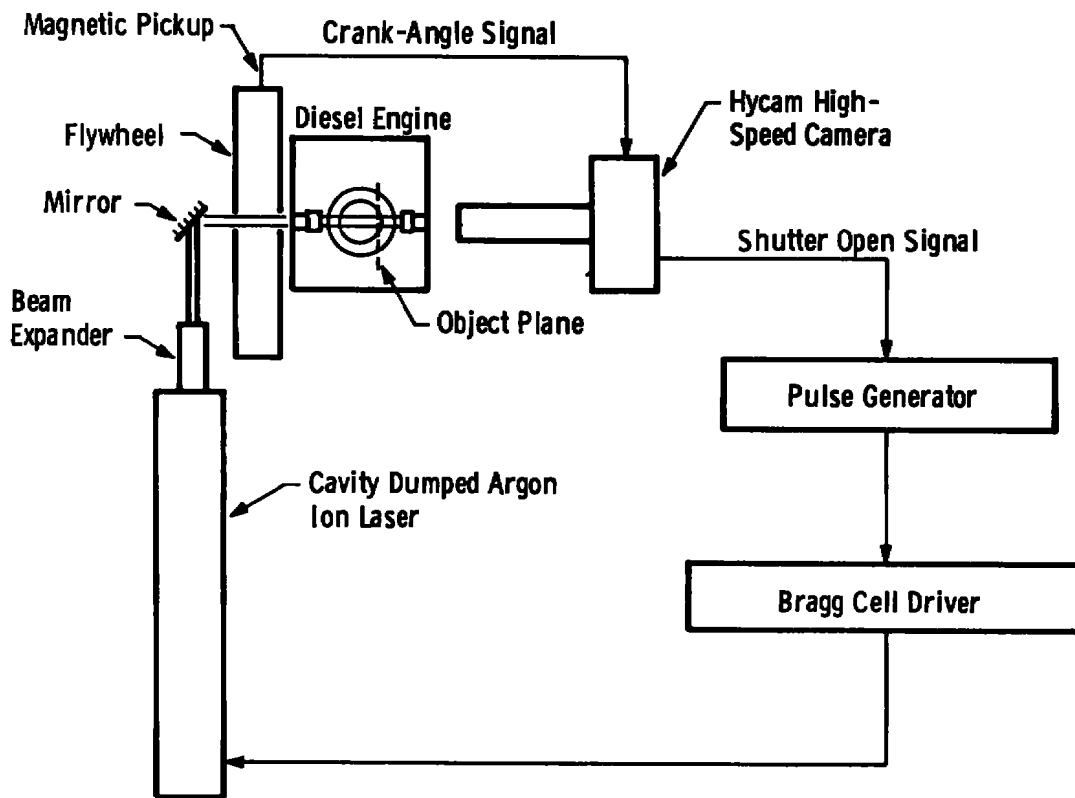 Magnetic Pickup
Crank-Angle Signal
Hycam High-
Speed Camera
Diesel Engine
Flywheel
Mirror
Shutter Open Signal
Beam
Expander
Object Plane
Pulse Generator
Cavity Dumped Argon
Ion Laser
Bragg Cell Driver